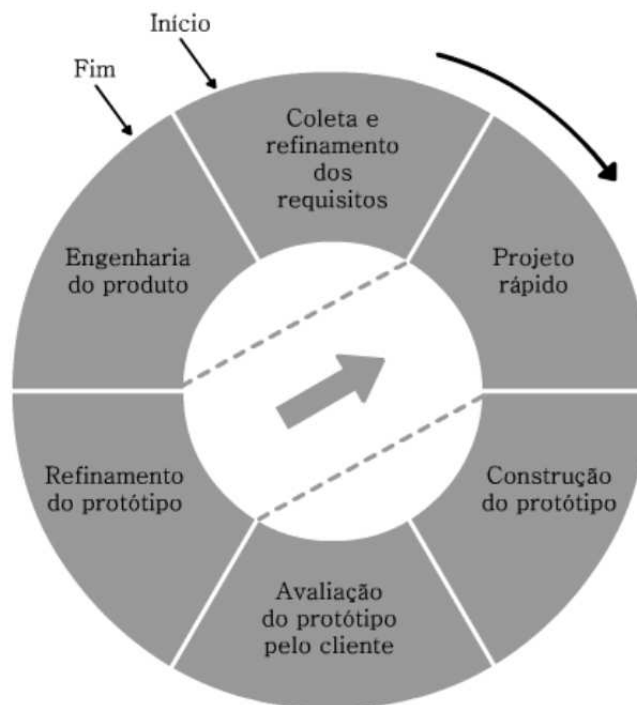 Início
Fim
Coleta e
refinamento
dos
requisitos
Projeto
rápido
Construção
do protótipo
Avaliação
do protótipo
pelo cliente
Refinamento
do protótipo
Engenharia
do produto